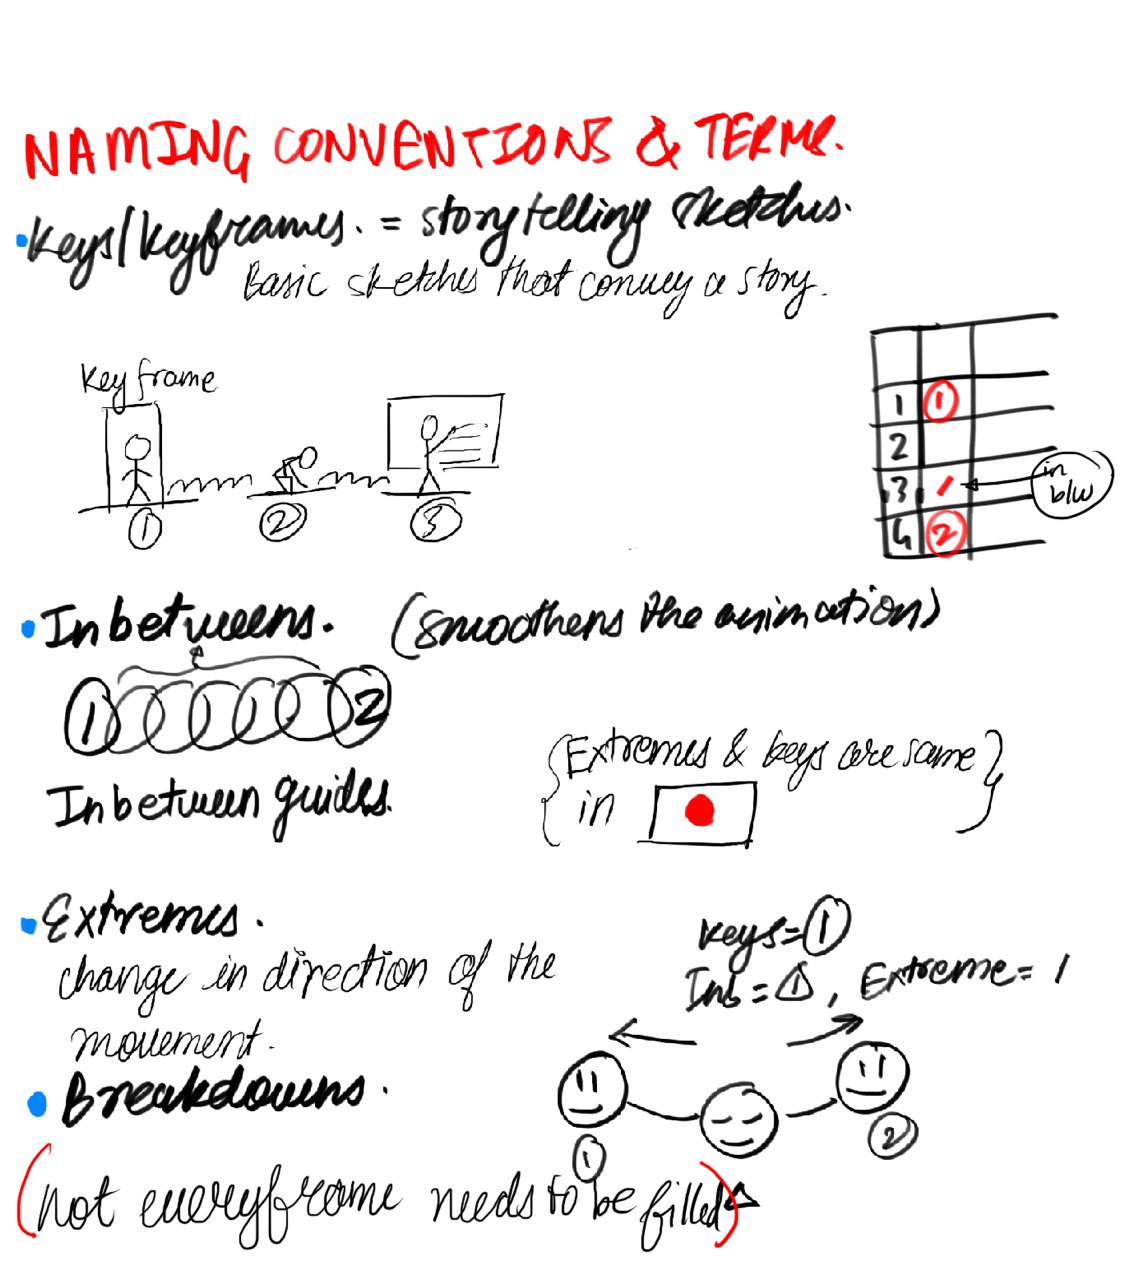 NAMING CONVENTIONS & TERMS.
Keys/Keyframes. = storytelling sketches.
Basic sketches that convey a story.
Key frame
1 2 3
1 1
2
3 /
in
b/w
4 2
Inbetweens. (smoothens the animation)
1 2
Inbetween guides.
{Extremes & keys are same}
in
Extremes.
change in direction of the
movement.
keys = 1
Inb = 1, Extreme = 1
Breakdowns.
1 2
(not everyframe needs to be filled)